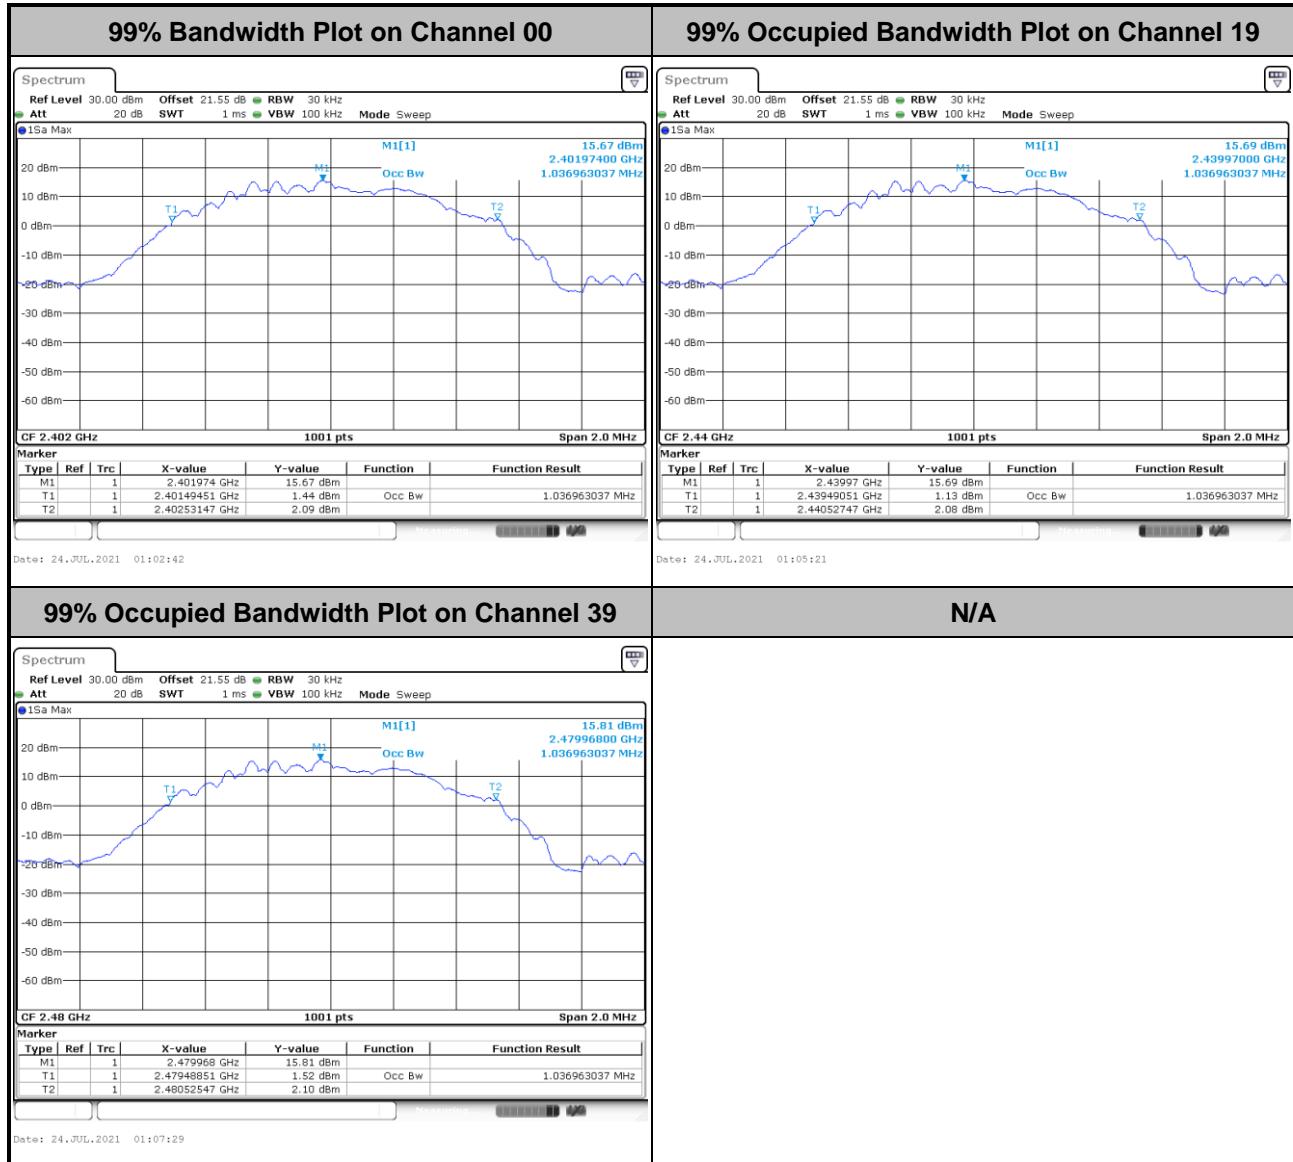 99% Bandwidth Plot on Channel 00
Spectrum
Ref Level 30.00 dBm Offset 21.55 dB RBW 30 kHz
Att 20 dB SWT 1 ms VBW 100 kHz Mode Sweep
1Sa Max
M1[1] 15.67 dBm
2.40197400 GHz
Occ Bw 1.036963037 MHz
M1
T1
T2
20 dBm
10 dBm
0 dBm
-10 dBm
-20 dBm
-30 dBm
-40 dBm
-50 dBm
-60 dBm
CF 2.402 GHz 1001 pts Span 2.0 MHz
Marker
Type Ref Trc X-value Y-value Function Function Result
M1 1 2.401974 GHz 15.67 dBm
T1 1 2.40149451 GHz 1.44 dBm Occ Bw 1.036963037 MHz
T2 1 2.40253147 GHz 2.09 dBm
Date: 24.JUL.2021 01:02:42
99% Occupied Bandwidth Plot on Channel 19
Spectrum
Ref Level 30.00 dBm Offset 21.55 dB RBW 30 kHz
Att 20 dB SWT 1 ms VBW 100 kHz Mode Sweep
1Sa Max
M1[1] 15.69 dBm
2.43997000 GHz
Occ Bw 1.036963037 MHz
M1
T1
T2
20 dBm
10 dBm
0 dBm
-10 dBm
-20 dBm
-30 dBm
-40 dBm
-50 dBm
-60 dBm
CF 2.44 GHz 1001 pts Span 2.0 MHz
Marker
Type Ref Trc X-value Y-value Function Function Result
M1 1 2.43997 GHz 15.69 dBm
T1 1 2.43949051 GHz 1.13 dBm Occ Bw 1.036963037 MHz
T2 1 2.44052747 GHz 2.08 dBm
Date: 24.JUL.2021 01:05:21
99% Occupied Bandwidth Plot on Channel 39
Spectrum
Ref Level 30.00 dBm Offset 21.55 dB RBW 30 kHz
Att 20 dB SWT 1 ms VBW 100 kHz Mode Sweep
1Sa Max
M1[1] 15.81 dBm
2.47996800 GHz
Occ Bw 1.036963037 MHz
M1
T1
T2
20 dBm
10 dBm
0 dBm
-10 dBm
-20 dBm
-30 dBm
-40 dBm
-50 dBm
-60 dBm
CF 2.48 GHz 1001 pts Span 2.0 MHz
Marker
Type Ref Trc X-value Y-value Function Function Result
M1 1 2.479968 GHz 15.81 dBm
T1 1 2.47948851 GHz 1.52 dBm Occ Bw 1.036963037 MHz
T2 1 2.48052547 GHz 2.10 dBm
Date: 24.JUL.2021 01:07:29
N/A